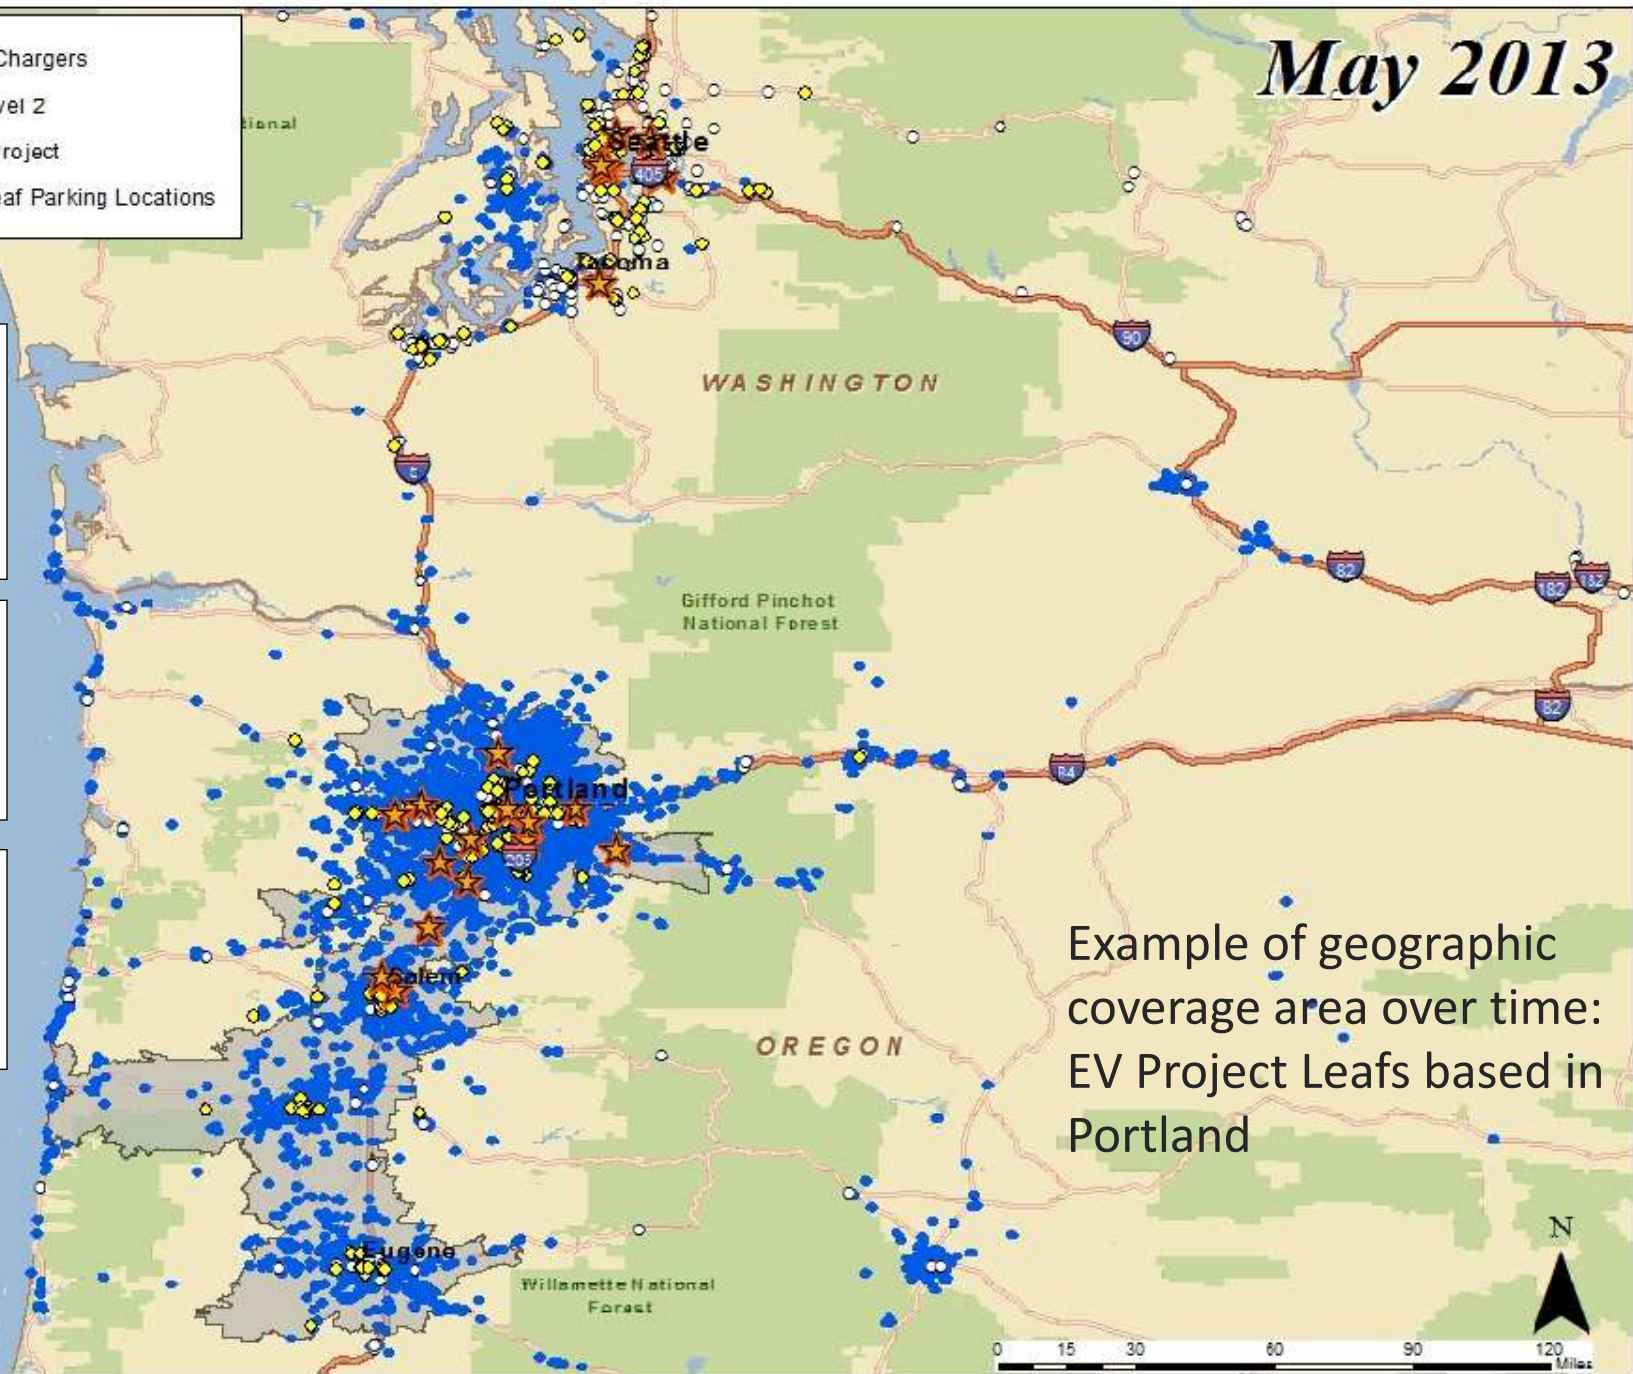 May 2013
Chargers
vel 2
roject
eaf Parking Locations
tional
Seattle
405
Tacoma
90
WASHINGTON
5
82
182
182
Gifford Pinchot
National Forest
82
84
Portland
205
Salem
Example of geographic
coverage area over time:
EV Project Leafs based in
Portland
OREGON
Eugene
Willamette National
Forest
N
0 15 30 60 90 120
Miles